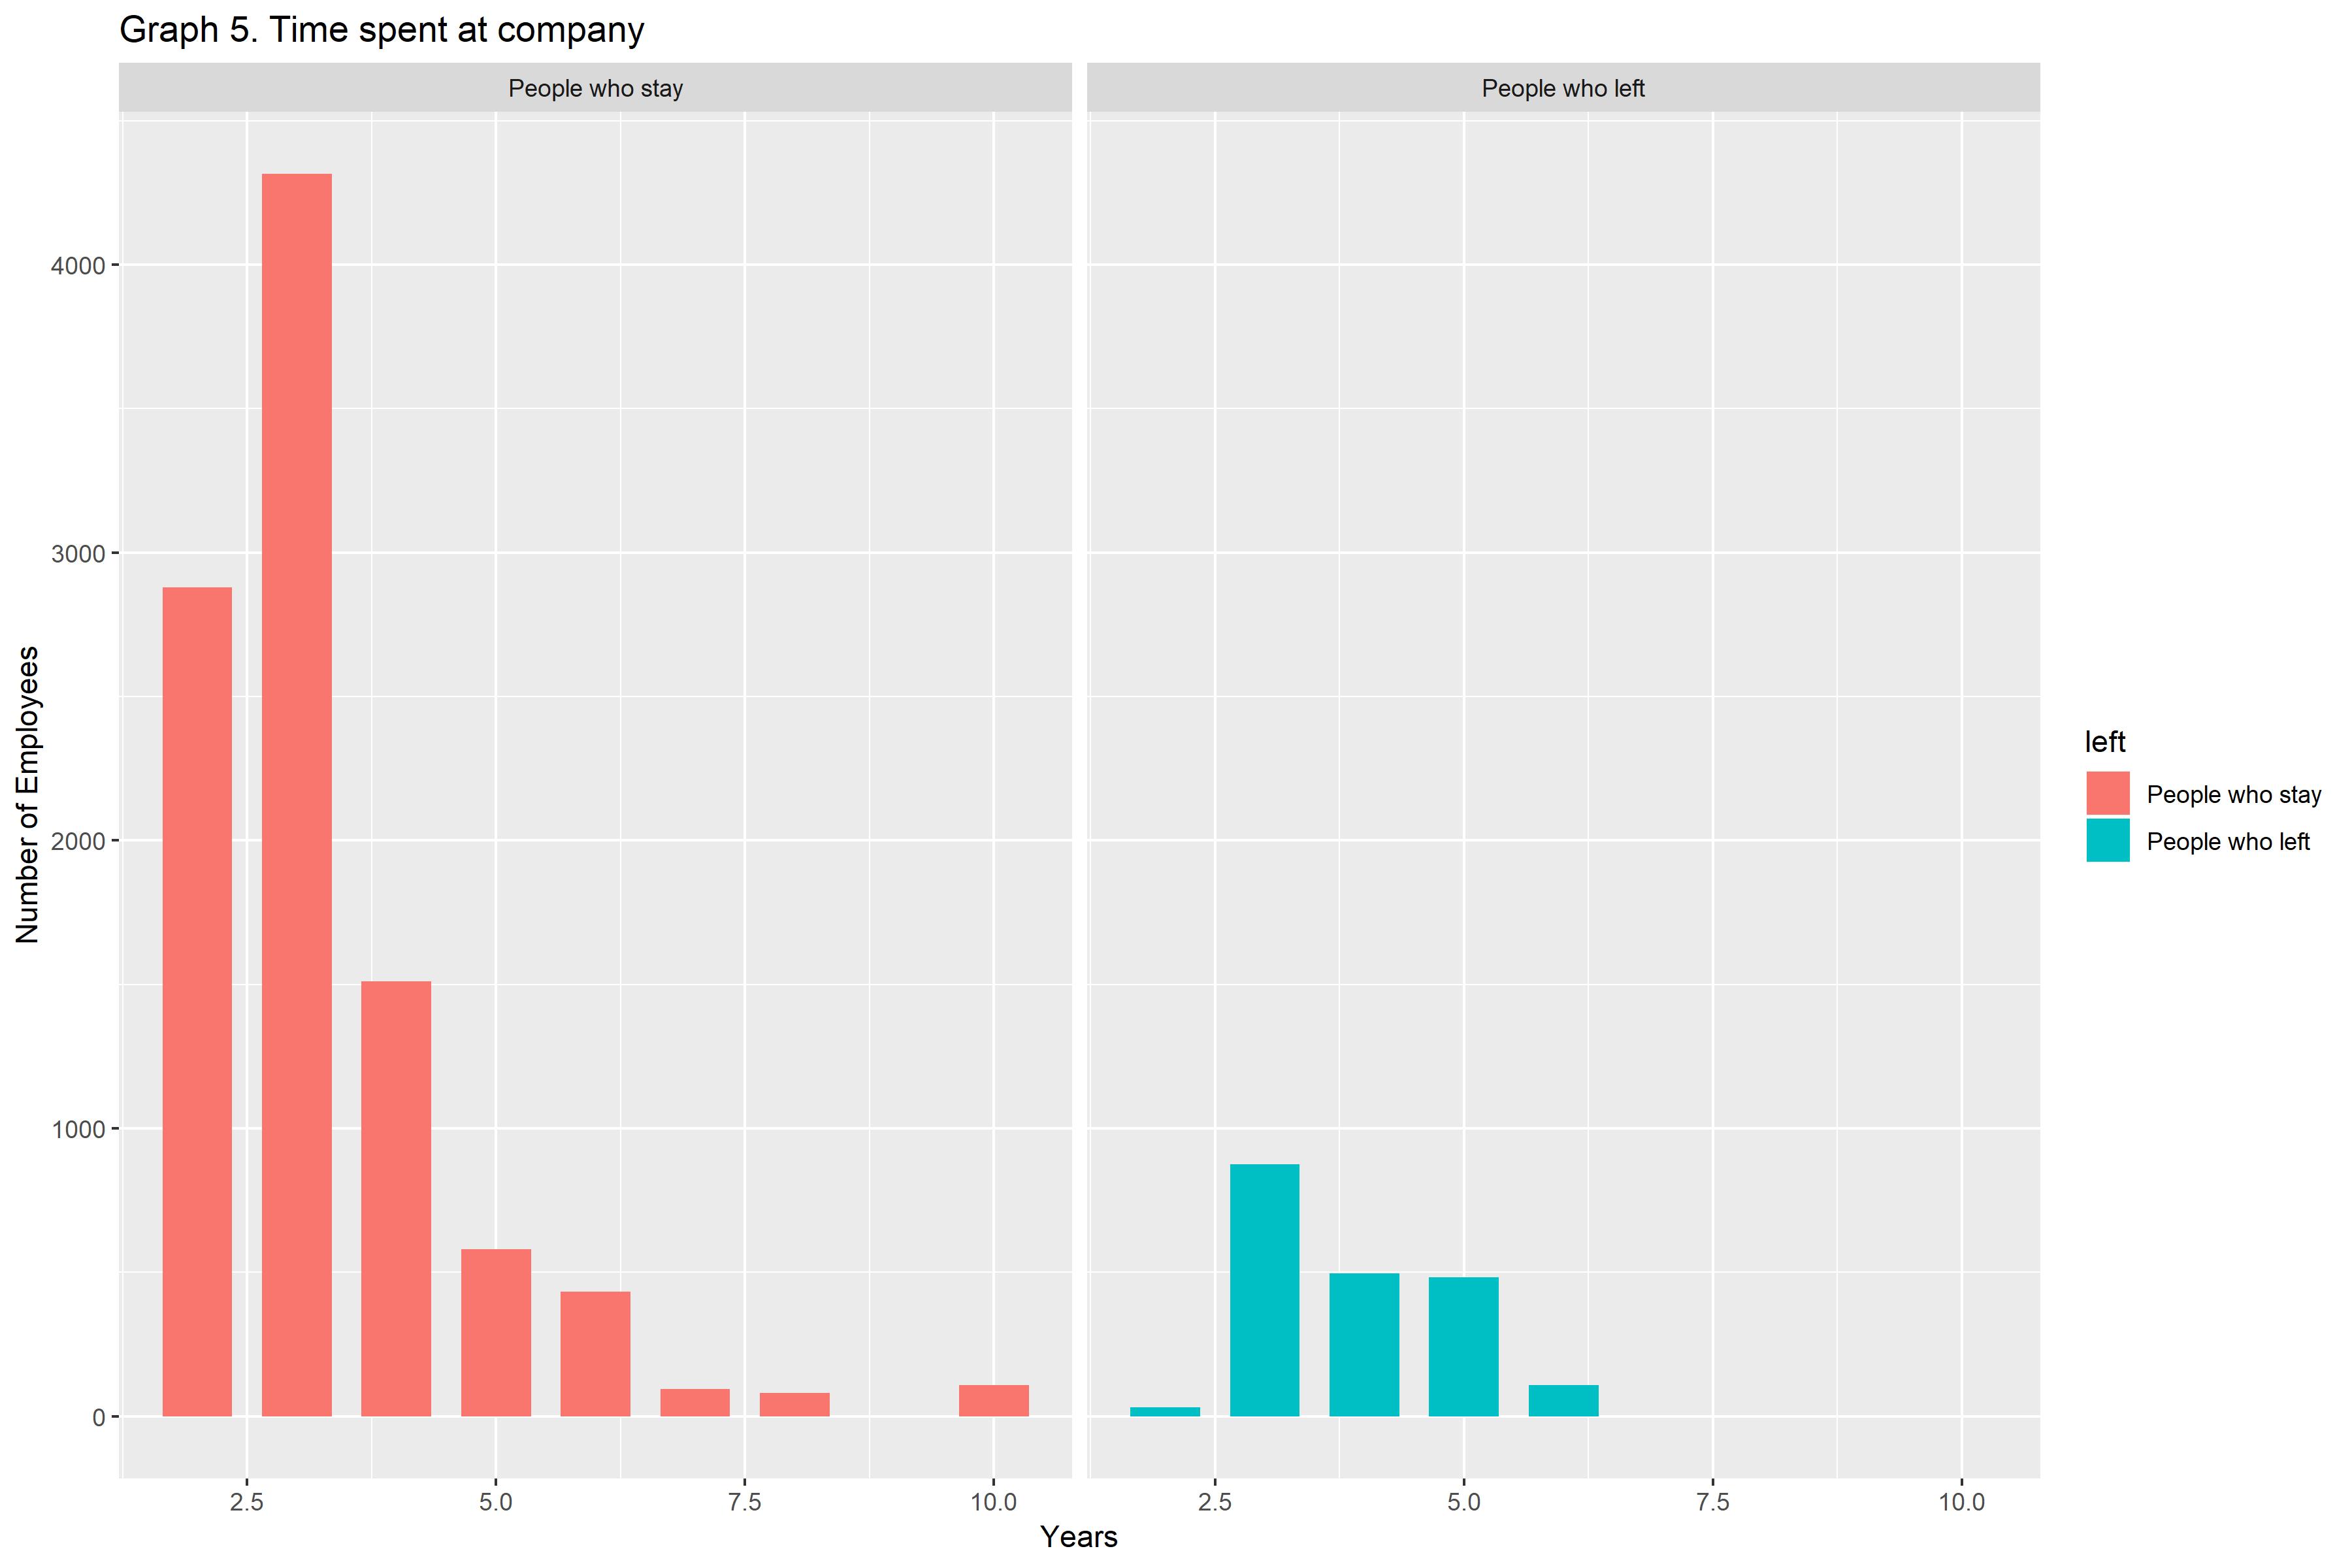 Graph 5. Time spent at company
People who stay
People who left
4000
3000
2000
1000
0
Number of Employees
2.5 5.0 7.5 10.0
2.5 5.0 7.5 10.0
Years
left
People who stay
People who left